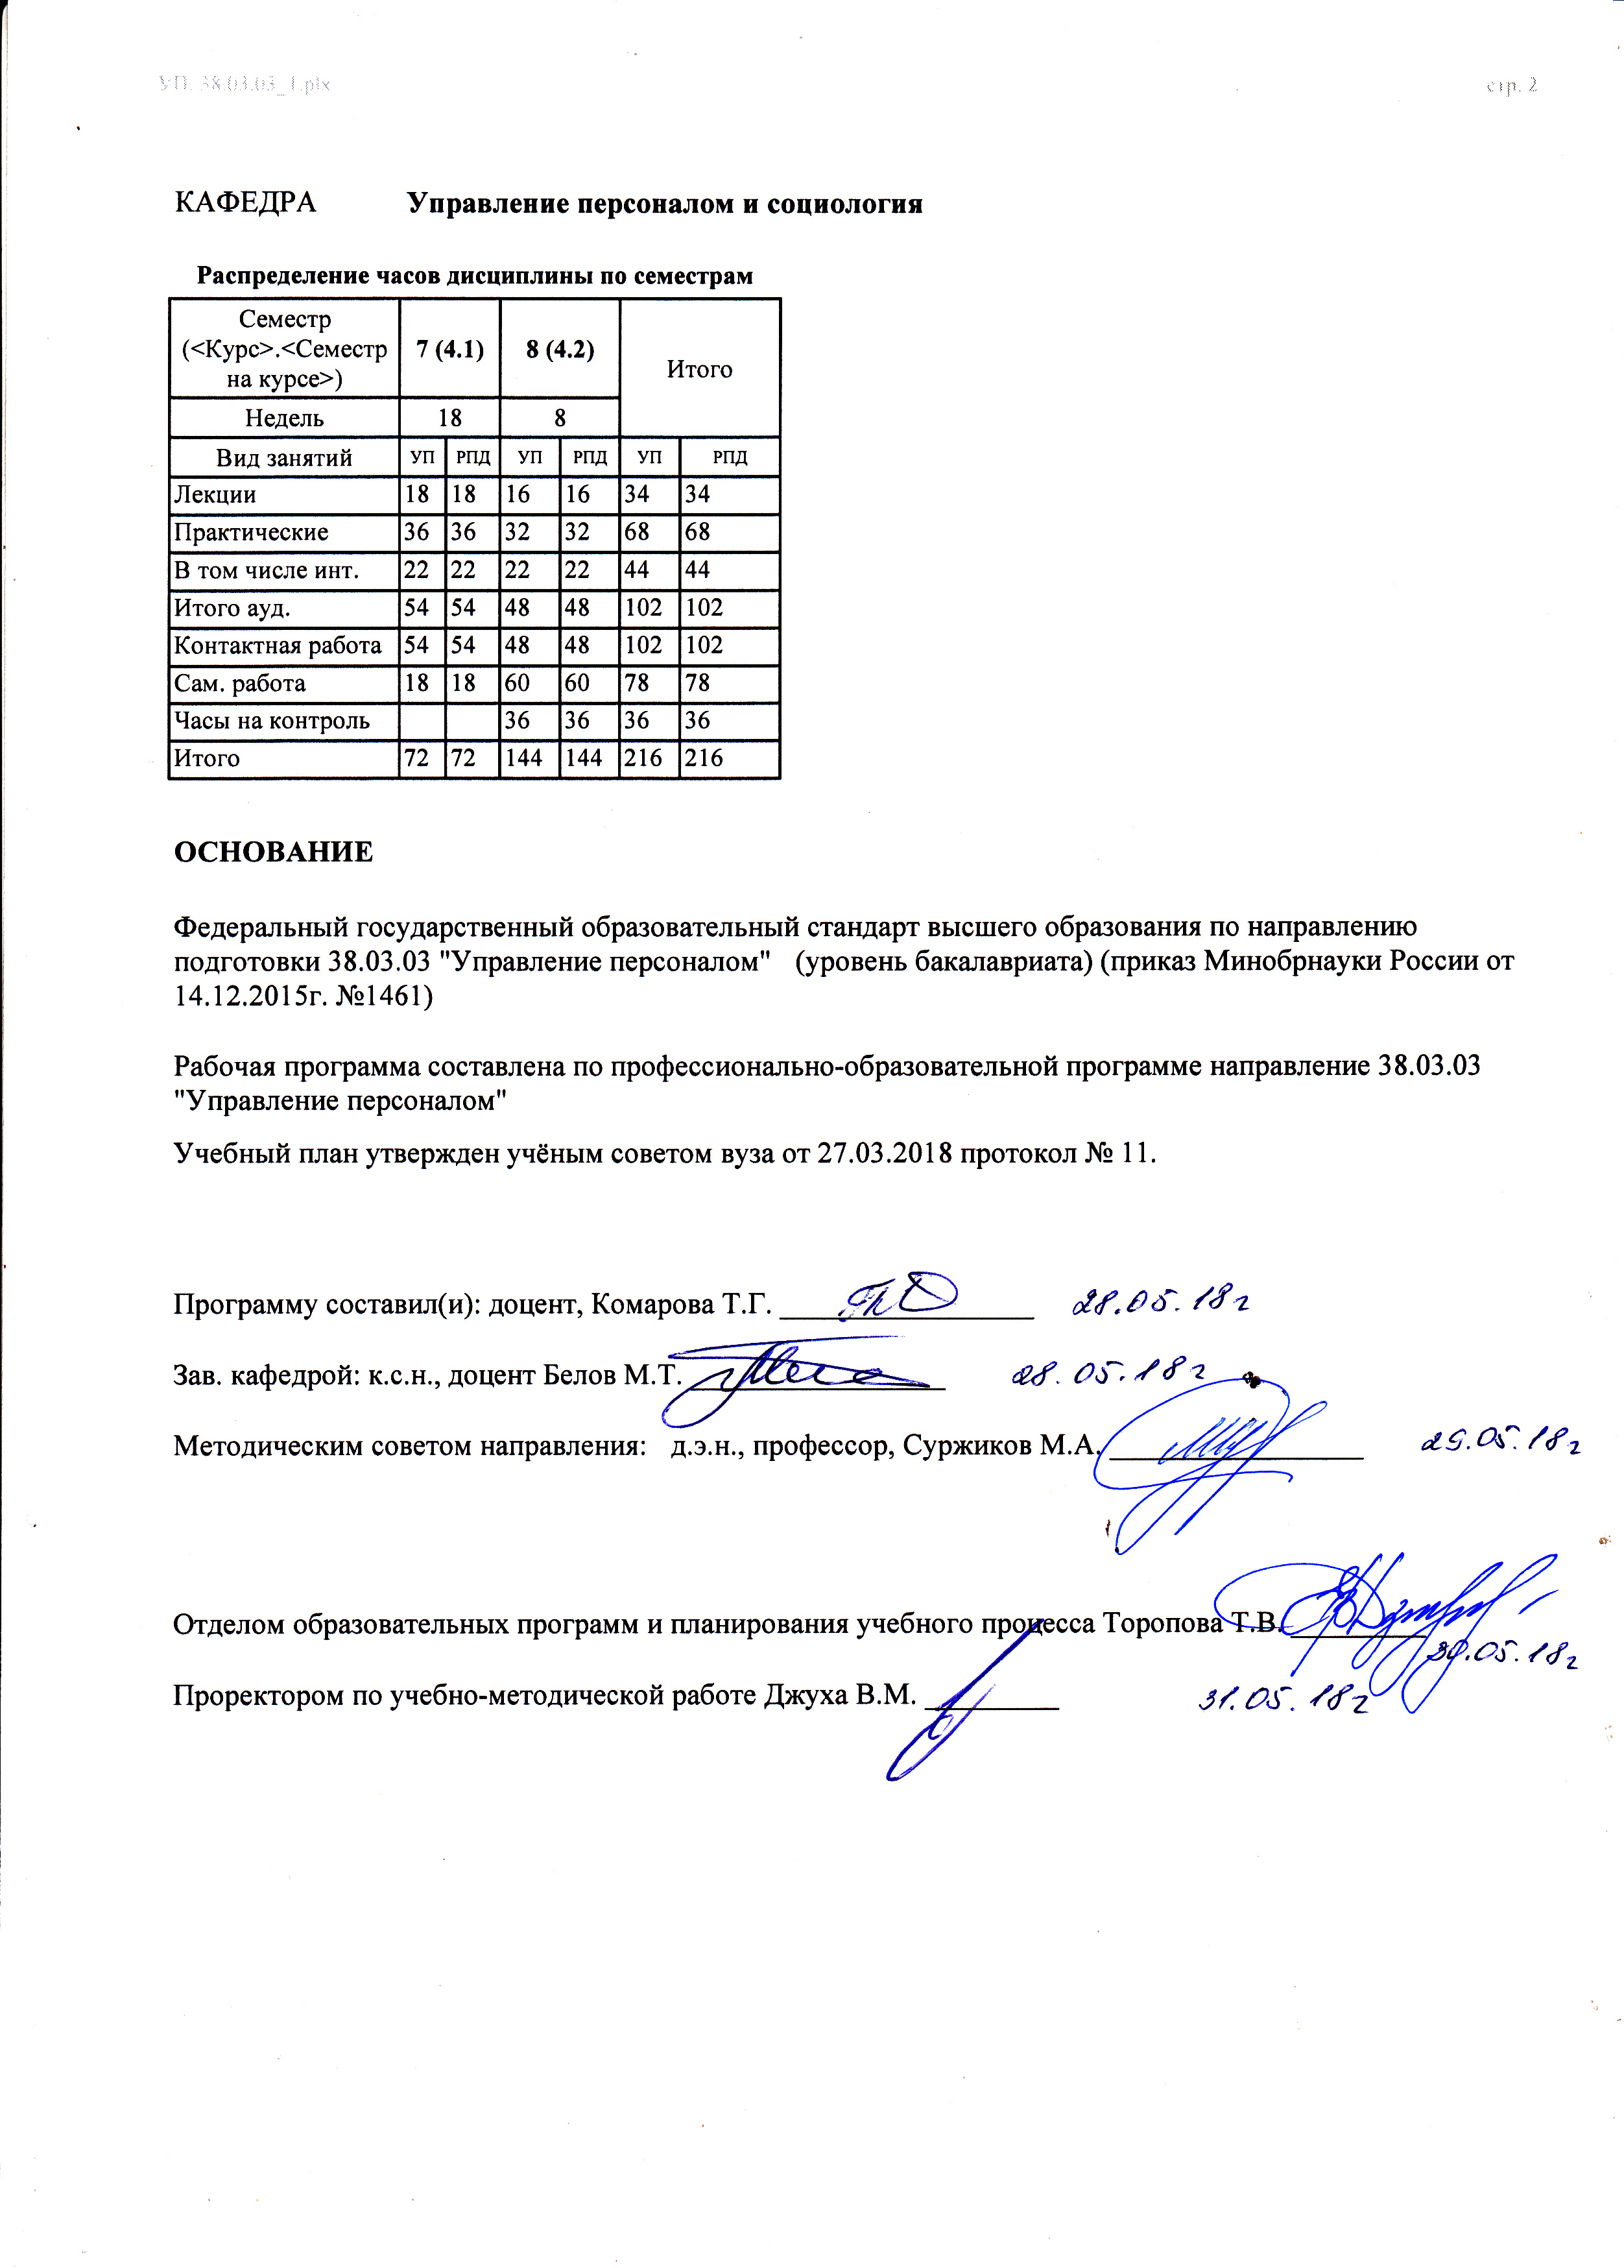 УП: 38.03.03_1.plx
стр. 2
КАФЕДРА Управление персоналом и социология
Распределение часов дисциплины по семестрам
Семестр (<Курс>.<Семестр на курсе>) 7 (4.1) 8 (4.2) Итого
Недель 18 8
Вид занятий УП РПД УП РПД УП РПД
Лекции 18 18 16 16 34 34
Практические 36 36 32 32 68 68
В том числе инт. 22 22 22 22 44 44
Итого ауд. 54 54 48 48 102 102
Контактная работа 54 54 48 48 102 102
Сам. работа 18 18 60 60 78 78
Часы на контроль 36 36 36 36
Итого 72 72 144 144 216 216
ОСНОВАНИЕ
Федеральный государственный образовательный стандарт высшего образования по направлению
подготовки 38.03.03 "Управление персоналом" (уровень бакалавриата) (приказ Минобрнауки России от
14.12.2015г. №1461)
Рабочая программа составлена по профессионально-образовательной программе направление 38.03.03
"Управление персоналом"
Учебный план утвержден учёным советом вуза от 27.03.2018 протокол № 11.
Программу составил(и): доцент, Комарова Т.Г. 28.05.18г
Зав. кафедрой: к.с.н., доцент Белов М.Т. 28.05.18г
Методическим советом направления: д.э.н., профессор, Суржиков М.А. 29.05.18г
Отделом образовательных программ и планирования учебного процесса Торопова Т.В.
30.05.18г
Проректором по учебно-методической работе Джуха В.М. 31.05.18г